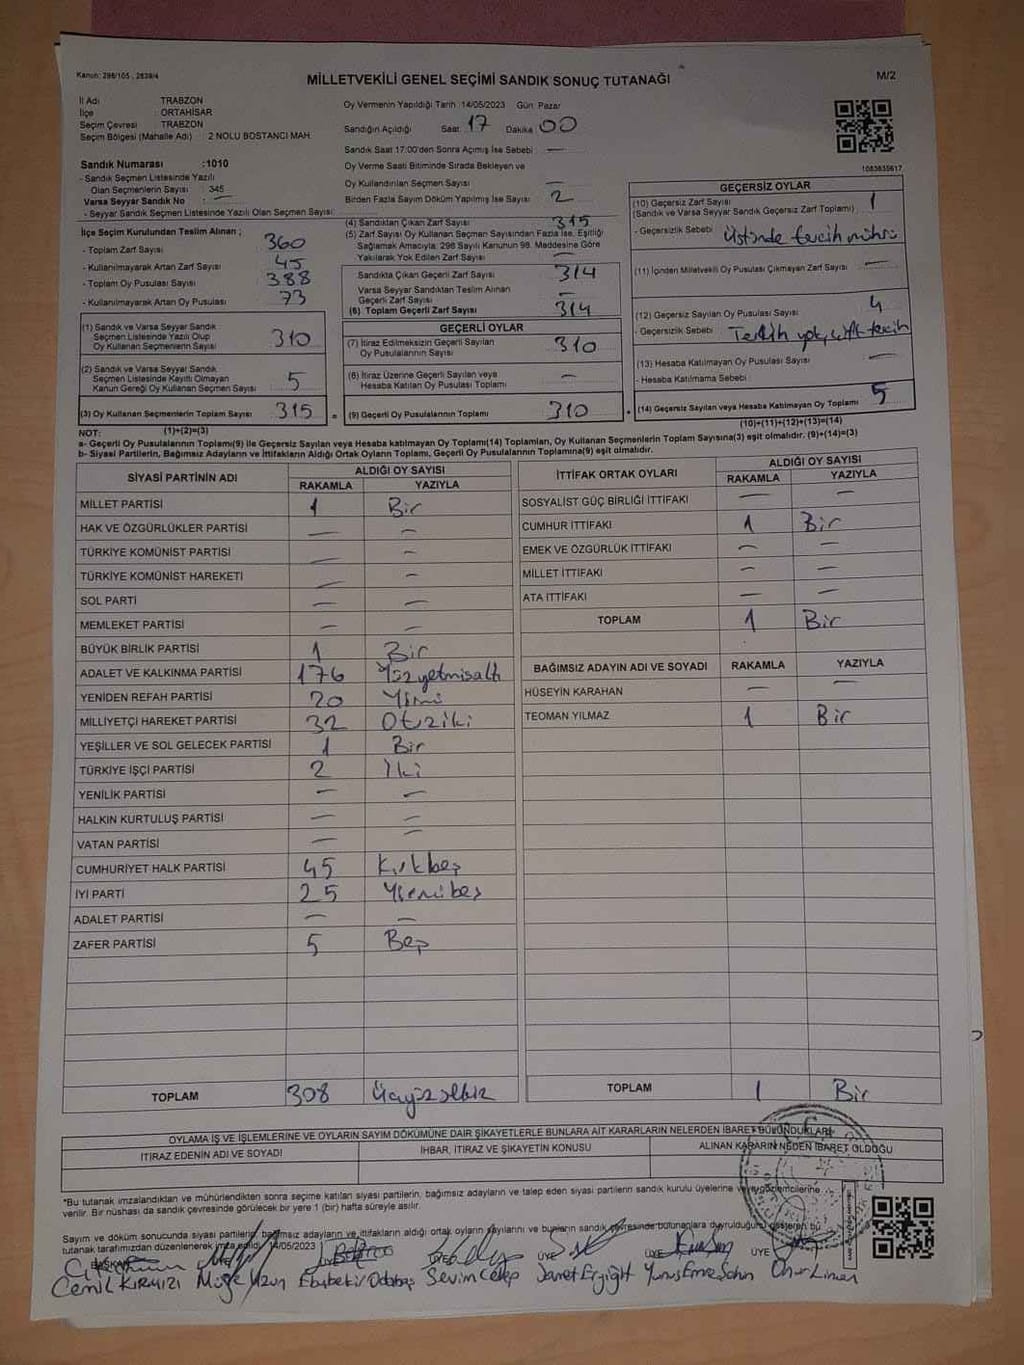 Kanun: 298/105 , 2839/4
MİLLETVEKİLİ GENEL SEÇİMİ SANDIK SONUÇ TUTANAĞI
M/2
İl Adı TRABZON
İlçe ORTAHİSAR
Seçim Çevresi TRABZON
Seçim Bölgesi (Mahalle Adı) 2 NOLU BOSTANCI MAH
Sandık Numarası :1010
- Sandık Seçmen Listesinde Yazılı
Olan Seçmenlerin Sayısı : 345
Varsa Seyyar Sandık No : —
- Seyyar Sandık Seçmen Listesinde Yazılı Olan Seçmen Sayısı:
Oy Vermenin Yapıldığı Tarih :14/05/2023 Gün: Pazar
Sandığın Açıldığı Saat 17 Dakika 00
Sandık Saat 17:00'den Sonra Açımış İse Sebebi : —
Oy Verme Saati Bitiminde Sırada Bekleyen ve
Oy Kullandırılan Seçmen Sayısı —
Birden Fazla Sayım Döküm Yapılmış İse Sayısı 2
1083635617
İlçe Seçim Kurulundan Teslim Alınan ;
- Toplam Zarf Sayısı 360
- Kullanılmayarak Artan Zarf Sayısı 45
- Toplam Oy Pusulası Sayısı 388
- Kullanılmayarak Artan Oy Pusulası 73
(1) Sandık ve Varsa Seyyar Sandık
Seçmen Listesinde Yazılı Olup
Oy Kullanan Seçmenlerin Sayısı 310
(2) Sandık ve Varsa Seyyar Sandık
Seçmen Listesinde Kayıtlı Olmayan
Kanun Gereği Oy Kullanan Seçmen Sayısı 5
(3) Oy Kullanan Seçmenlerin Toplam Sayısı 315
(1)+(2)=(3)
(4) Sandıktan Çıkan Zarf Sayısı 315
(5) Zarf Sayısı Oy Kullanan Seçmen Sayısından Fazla İse, Eşitliği
Sağlamak Amacıyla; 298 Sayılı Kanunun 98. Maddesine Göre
Yakılarak Yok Edilen Zarf Sayısı —
Sandıkta Çıkan Geçerli Zarf Sayısı 314
Varsa Seyyar Sandıktan Teslim Alınan
Geçerli Zarf Sayısı —
(6) Toplam Geçerli Zarf Sayısı 314
GEÇERLİ OYLAR
(7) İtiraz Edilmeksizin Geçerli Sayılan
Oy Pusulalarının Sayısı 310
(8) İtiraz Üzerine Geçerli Sayılan veya
Hesaba Katılan Oy Pusulası Toplamı —
(9) Geçerli Oy Pusulalarının Toplamı 310
GEÇERSİZ OYLAR
(10) Geçersiz Zarf Sayısı 1
(Sandık ve Varsa Seyyar Sandık Geçersiz Zarf Toplamı)
- Geçersizlik Sebebi : Üstünde tercih mührü
(11) İçinden Milletvekili Oy Pusulası Çıkmayan Zarf Sayısı —
(12) Geçersiz Sayılan Oy Pusulası Sayısı 4
- Geçersizlik Sebebi : Tercih yok, çift tercih
(13) Hesaba Katılmayan Oy Pusulası Sayısı —
- Hesaba Katılmama Sebebi :
(14) Geçersiz Sayılan veya Hesaba Katılmayan Oy Toplamı 5
(10)+(11)+(12)+(13)=(14)
NOT:
a- Geçerli Oy Pusulalarının Toplamı(9) ile Geçersiz Sayılan veya Hesaba katılmayan Oy Toplamı(14) Toplamları, Oy Kullanan Seçmenlerin Toplam Sayısına(3) eşit olmalıdır. (9)+(14)=(3)
b- Siyasi Partilerin, Bağımsız Adayların ve İttifakların Aldığı Ortak Oyların Toplamı, Geçerli Oy Pusulalarının Toplamına(9) eşit olmalıdır.
SİYASİ PARTİNİN ADI ALDIĞI OY SAYISI
RAKAMLA YAZIYLA
MİLLET PARTİSİ 1 Bir
HAK VE ÖZGÜRLÜKLER PARTİSİ — —
TÜRKİYE KOMÜNİST PARTİSİ — —
TÜRKİYE KOMÜNİST HAREKETİ — —
SOL PARTİ — —
MEMLEKET PARTİSİ — —
BÜYÜK BİRLİK PARTİSİ 1 Bir
ADALET VE KALKINMA PARTİSİ 176 Yüzyetmisaltı
YENİDEN REFAH PARTİSİ 20 Yirmi
MİLLİYETÇİ HAREKET PARTİSİ 32 Otuziki
YEŞİLLER VE SOL GELECEK PARTİSİ 1 Bir
TÜRKİYE İŞÇİ PARTİSİ 2 İki
YENİLİK PARTİSİ — —
HALKIN KURTULUŞ PARTİSİ — —
VATAN PARTİSİ — —
CUMHURİYET HALK PARTİSİ 45 Kırkbeş
İYİ PARTİ 25 Yirmibeş
ADALET PARTİSİ — —
ZAFER PARTİSİ 5 Beş
TOPLAM 308 Üçyüzsekiz
İTTİFAK ORTAK OYLARI ALDIĞI OY SAYISI
RAKAMLA YAZIYLA
SOSYALİST GÜÇ BİRLİĞİ İTTİFAKI — —
CUMHUR İTTİFAKI 1 Bir
EMEK VE ÖZGÜRLÜK İTTİFAKI — —
MİLLET İTTİFAKI — —
ATA İTTİFAKI — —
TOPLAM 1 Bir
BAĞIMSIZ ADAYIN ADI VE SOYADI RAKAMLA YAZIYLA
HÜSEYİN KARAHAN — —
TEOMAN YILMAZ 1 Bir
TOPLAM 1 Bir
OYLAMA İŞ VE İŞLEMLERİNE VE OYLARIN SAYIM DÖKÜMÜNE DAİR ŞİKAYETLERLE BUNLARA AİT KARARLARIN NELERDEN İBARET BULUNDUKLARI
İTİRAZ EDENİN ADI VE SOYADI İHBAR, İTİRAZ VE ŞİKAYETİN KONUSU ALINAN KARARIN NEDEN İBARET OLDOĞU
*Bu tutanak imzalandıktan ve mühürlendikten sonra seçime katılan siyasi partilerin, bağımsız adayların ve talep eden siyasi partilerin sandık kurulu üyelerine veya gözlemcilerine
verilir. Bir nüshası da sandık çevresinde görülecek bir yere 1 (bir) hafta süreyle asılır.
Sayım ve döküm sonucunda siyasi partilerin, bağımsız adayların ve ittifakların aldığı ortak oyların sayılarını ve bunların sandık çevresinde bulunanlara duyrulduğunu gösteren bu
tutanak tarafımızdan düzenlenerek imza edildi. 14/05/2023
BAŞKAN ÜYE ÜYE ÜYE
Cemil KIRMIZI Müge Uzun Ebubekir Odabaş Sevim Çelep Yunus Emre Şahin Onur Liman